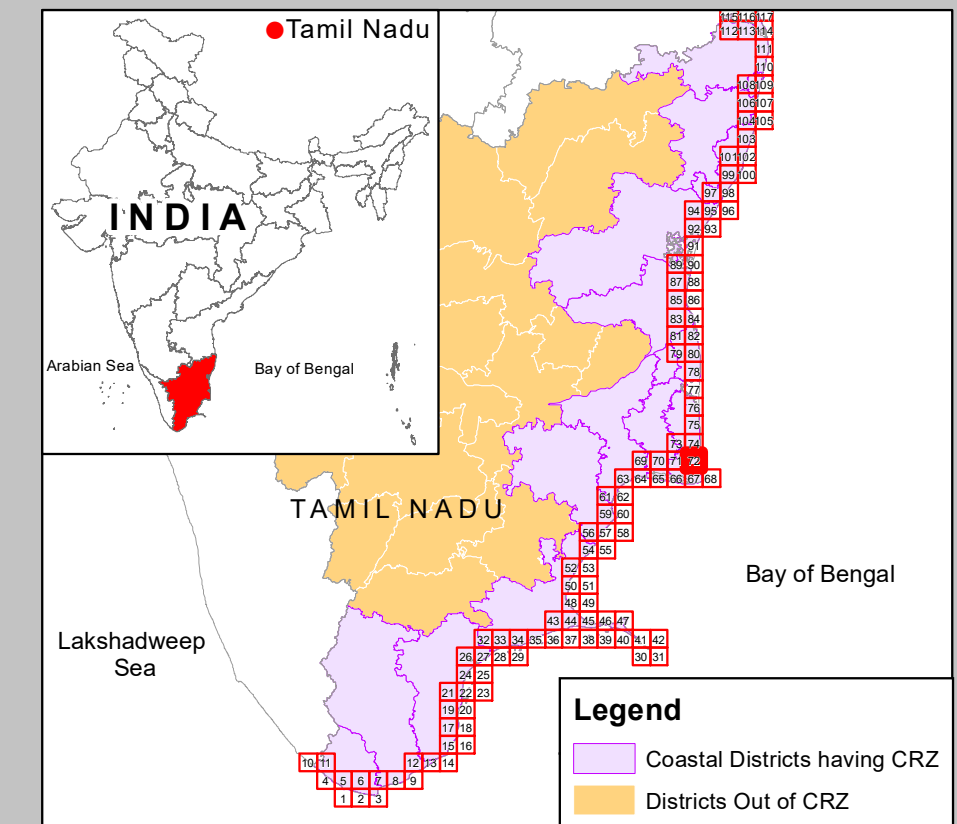 Tamil Nadu
INDIA
Arabian Sea
Bay of Bengal
115 116 117
112 113 114
111
110
108 109
106 107
104 105
103
101 102
99 100
97 98
94 95 96
92 93
91
89 90
87 88
85 86
83 84
81 82
79 80
78
77
76
75
73 74
69 70 71 72
63 64 65 66 67 68
61 62
59 60
56 57 58
54 55
52 53
50 51
48 49
43 44 45 46 47
32 33 34 35 36 37 38 39 40 41 42
26 27 28 29 30 31
24 25
21 22 23
19 20
17 18
15 16
10 11 12 13 14
4 5 6 7 8 9
1 2 3
TAMIL NADU
Bay of Bengal
Lakshadweep
Sea
Legend
Coastal Districts having CRZ
Districts Out of CRZ